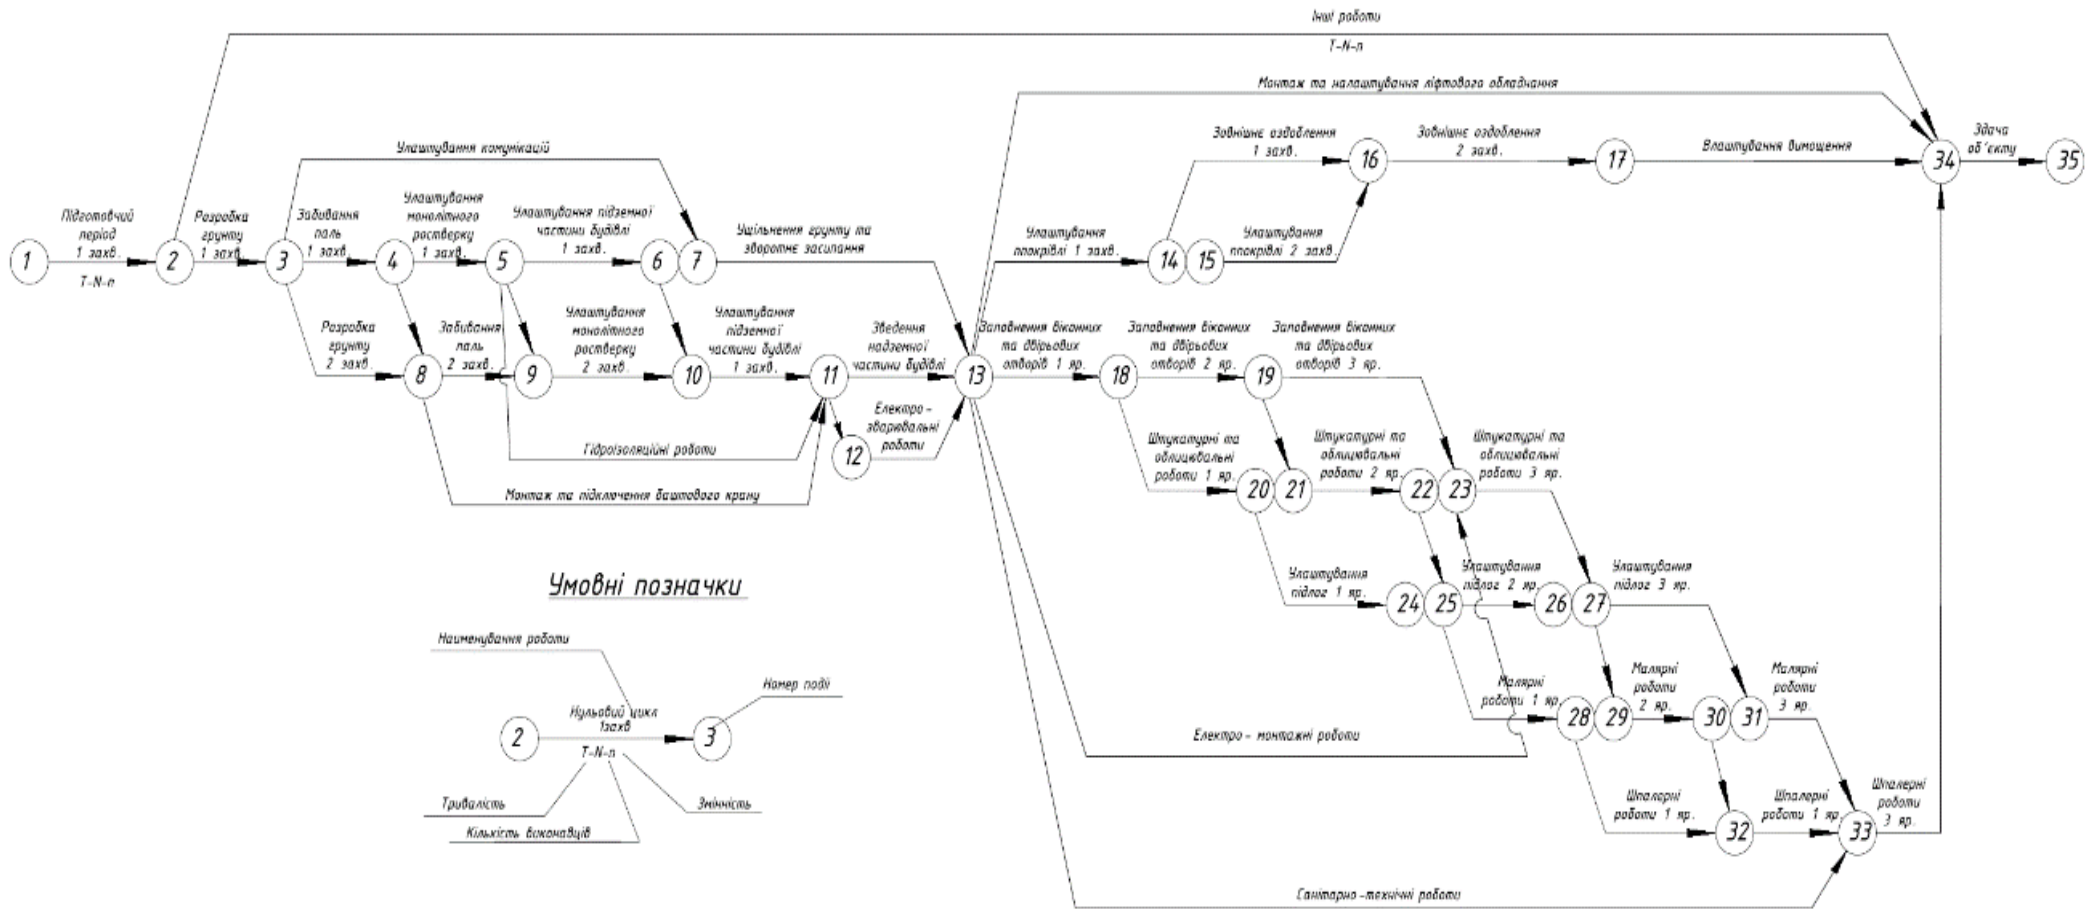 Інші роботи
Т-N-n
Монтаж та налаштування ліфтового обладнання
Зовнішнє оздоблення
1 захв.
Зовнішнє оздоблення
2 захв.
Влаштування вимощення
Здача
об'єкту
16
17
34
35
Улаштування комунікацій
Підготовчий
період
1 захв.
Т-N-n
Розробка
грунту
1 захв.
Забивання
паль
1 захв.
Улаштування
монолітного
ростверку
1 захв.
Улаштування підземної
частини будівлі
1 захв.
Ущільнення грунту та
зворотнє засипання
Улаштування
ппокрівлі 1 захв.
Улаштування
ппокрівлі 2 захв
1
2
3
4
5
6
7
14
15
Розробка
грунту
2 захв.
Забивання
паль
2 захв.
Улаштування
монолітного
ростверку
2 захв.
Улаштування
підземної
частини будівлі
1 захв.
Зведення
надземної
частини будівлі
Заповнення віконних
та двірьових
отворів 1 яр.
Заповнення віконних
та двірьових
отворів 2 яр.
Заповнення віконних
та двірьових
отворів 3 яр.
8
9
10
11
13
18
19
Електро-
зварювальні
роботи
12
Гідроізоляційні роботи
Монтаж та підключення баштового крану
Штукатурні та
облицювальні
роботи 1 яр.
Штукатурні та
облицювальні
роботи 2 яр.
Штукатурні та
облицювальні
роботи 3 яр.
20
21
22
23
Улаштування
підлог 1 яр.
Улаштування
підлог 2 яр.
Улаштування
підлог 3 яр.
24
25
26
27
Малярні
роботи 1 яр.
Малярні
роботи
2 яр.
Малярні
роботи
3 яр.
28
29
30
31
Електро- монтажні роботи
Шпалерні
роботи 1 яр.
Шпалерні
роботи 1 яр.
Шпалерні
роботи
3 яр.
32
33
Санітарно-технічні роботи
Умовні позначки
Наименування роботи
Номер події
Нульовий цикл
1захв
2
3
Т-N-n
Тривалість
Змінність
Кількість виконавців